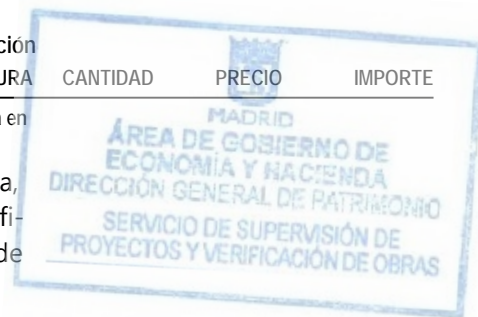 ción
URA CANTIDAD PRECIO IMPORTE
a en
a,
fi-
de
MADRID
ÁREA DE GOBIERNO DE
ECONOMÍA Y HACIENDA
DIRECCIÓN GENERAL DE PATRIMONIO
SERVICIO DE SUPERVISIÓN DE
PROYECTOS Y VERIFICACIÓN DE OBRAS